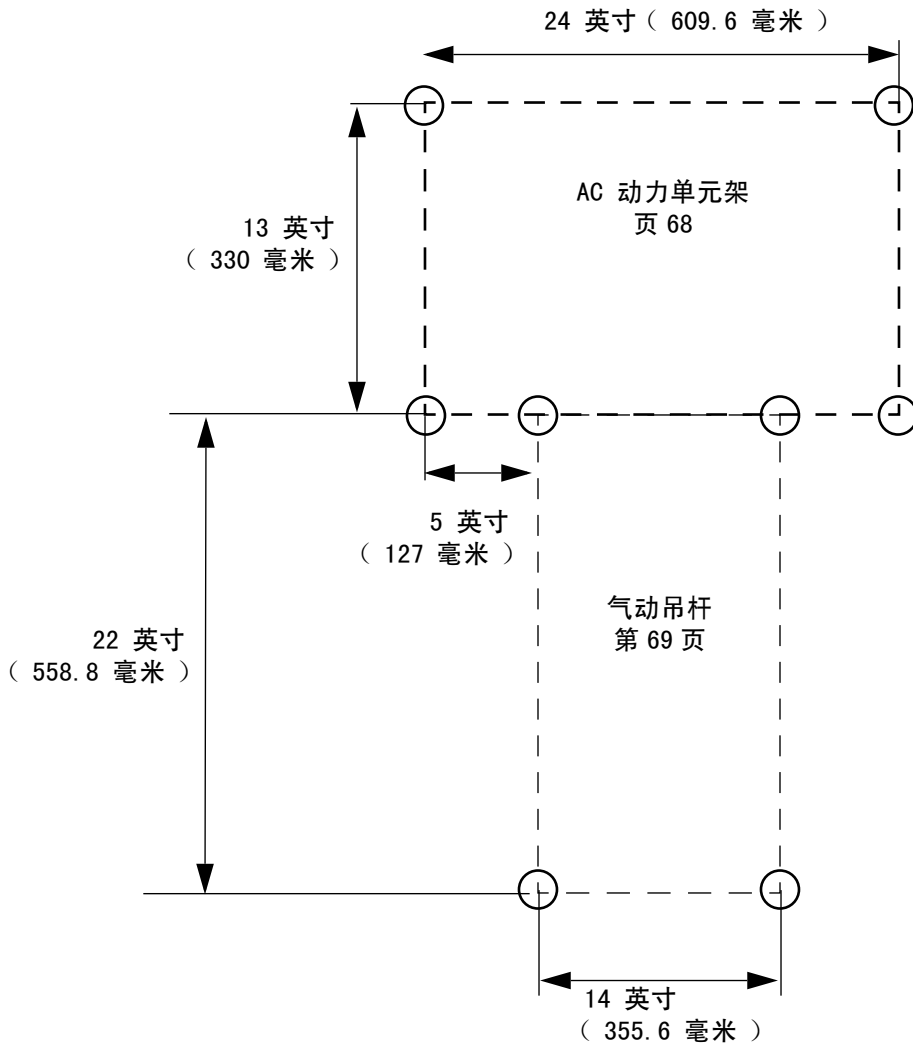 24 英寸（ 609.6 毫米 ）
AC 动力单元架
页 68
13 英寸
（ 330 毫米 ）
5 英寸
（ 127 毫米 ）
气动吊杆
第 69 页
22 英寸
（ 558.8 毫米 ）
14 英寸
（ 355.6 毫米 ）